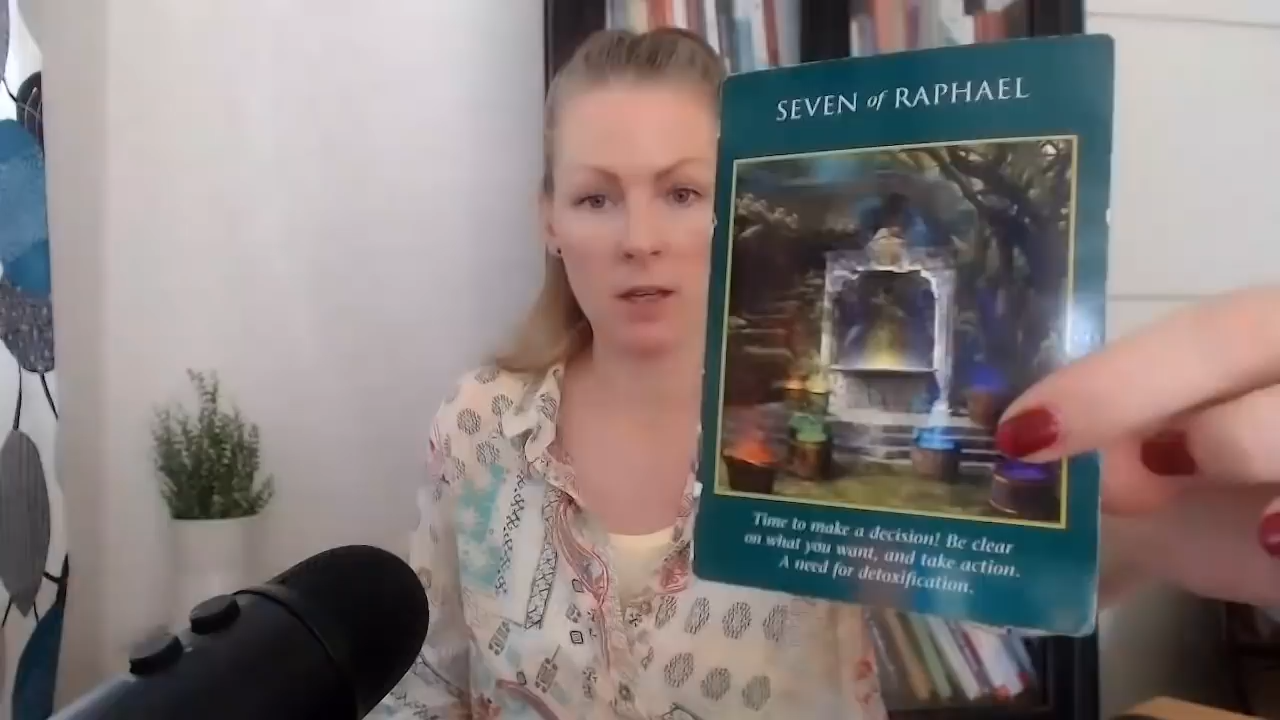 SEVEN of RAPHAEL
Time to make a decision! Be clear
on what you want, and take action.
A need for detoxification.